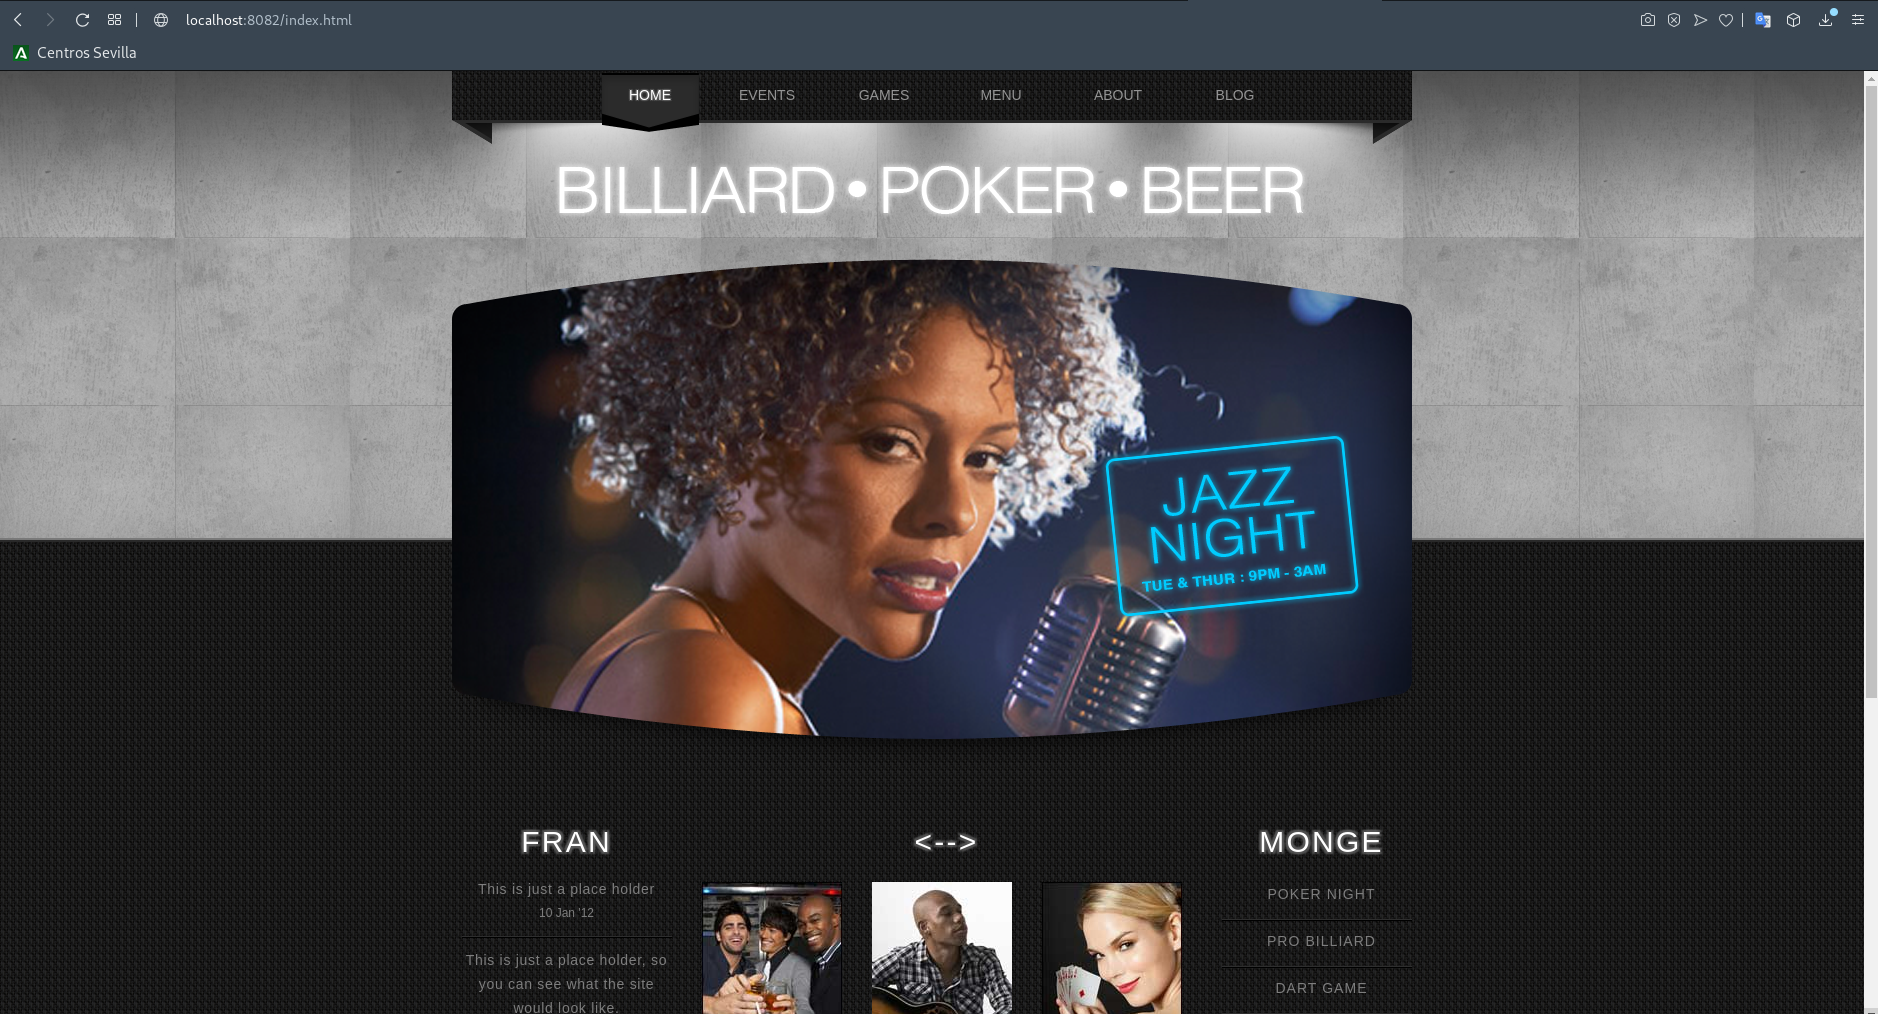 localhost:8082/index.html
Centros Sevilla
HOME EVENTS GAMES MENU ABOUT BLOG
BILLIARD • POKER • BEER
JAZZ
NIGHT
TUE & THUR : 9PM - 3AM
FRAN
<-->
MONGE
This is just a place holder
10 Jan '12
This is just a place holder, so
you can see what the site
would look like.
POKER NIGHT
PRO BILLIARD
DART GAME